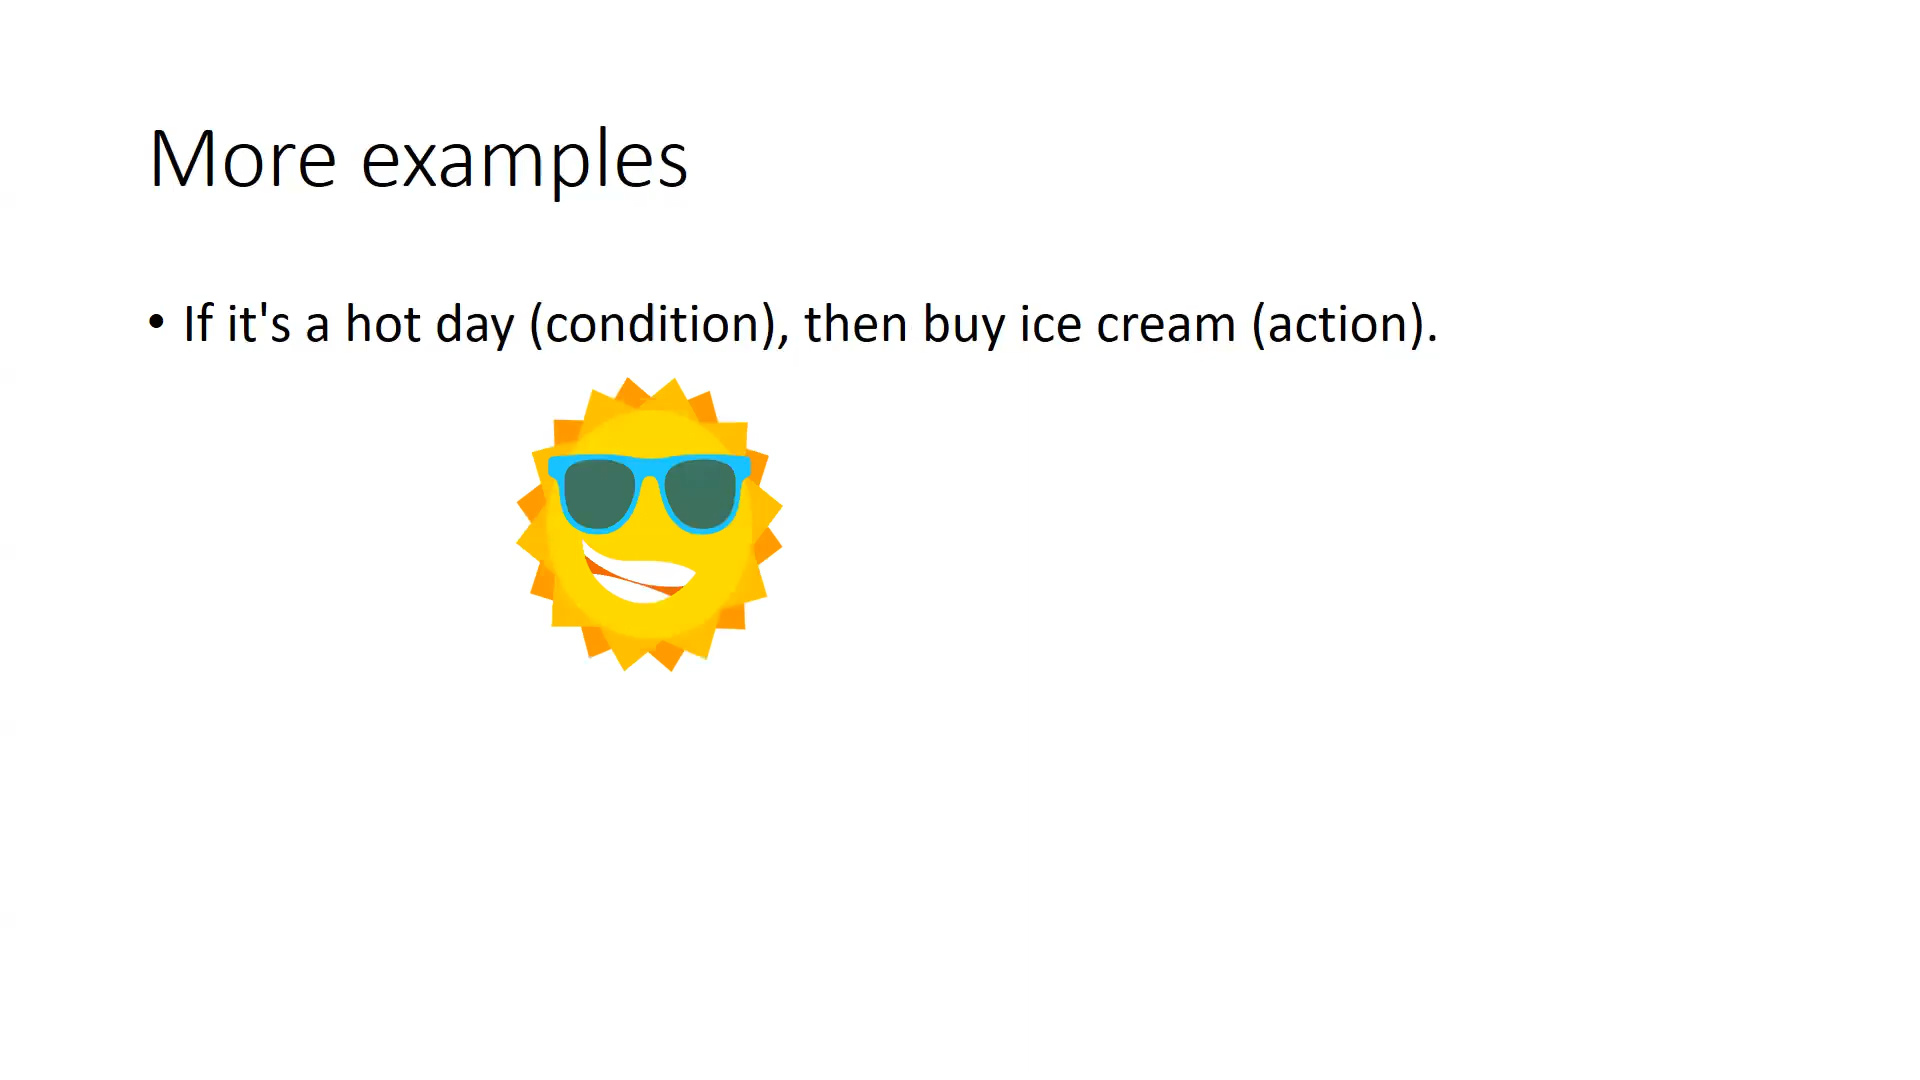 More examples
• If it's a hot day (condition), then buy ice cream (action).